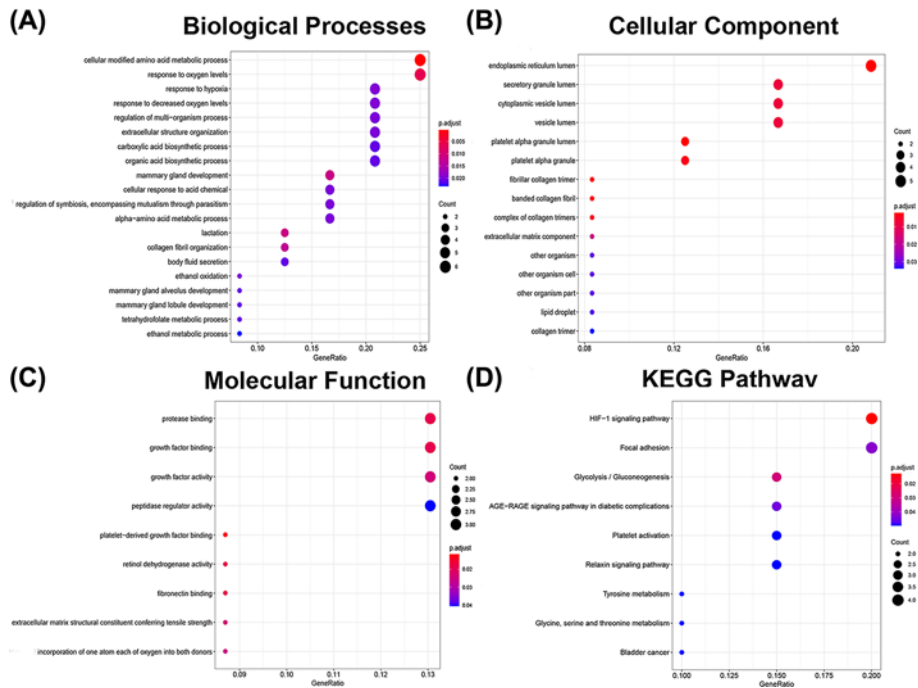 (A) Biological Processes
cellular modified amino acid metabolic process
response to oxygen levels
response to hypoxia
response to decreased oxygen levels
regulation of multi-organism process
extracellular structure organization
carboxylic acid biosynthetic process
organic acid biosynthetic process
mammary gland development
cellular response to acid chemical
regulation of symbiosis, encompassing mutualism through parasitism
alpha-amino acid metabolic process
lactation
collagen fibril organization
body fluid secretion
ethanol oxidation
mammary gland alveolus development
mammary gland lobule development
tetrahydrofolate metabolic process
ethanol metabolic process
0.10 0.15 0.20 0.25
GeneRatio
p.adjust
0.005
0.010
0.015
0.020
Count
2
3
4
5
6
(B) Cellular Component
endoplasmic reticulum lumen
secretory granule lumen
cytoplasmic vesicle lumen
vesicle lumen
platelet alpha granule lumen
platelet alpha granule
fibrillar collagen trimer
banded collagen fibril
complex of collagen trimers
extracellular matrix component
other organism
other organism cell
other organism part
lipid droplet
collagen trimer
0.08 0.12 0.16 0.20
GeneRatio
Count
2
3
4
5
p.adjust
0.01
0.02
0.03
(C) Molecular Function
protease binding
growth factor binding
growth factor activity
peptidase regulator activity
platelet-derived growth factor binding
retinol dehydrogenase activity
fibronectin binding
extracellular matrix structural constituent conferring tensile strength
incorporation of one atom each of oxygen into both donors
0.09 0.10 0.11 0.12 0.13
GeneRatio
Count
2.00
2.25
2.50
2.75
3.00
p.adjust
0.02
0.03
0.04
(D) KEGG Pathwav
HIF-1 signaling pathway
Focal adhesion
Glycolysis / Gluconeogenesis
AGE-RAGE signaling pathway in diabetic complications
Platelet activation
Relaxin signaling pathway
Tyrosine metabolism
Glycine, serine and threonine metabolism
Bladder cancer
0.100 0.125 0.150 0.175 0.200
GeneRatio
p.adjust
0.02
0.03
0.04
Count
2.0
2.5
3.0
3.5
4.0